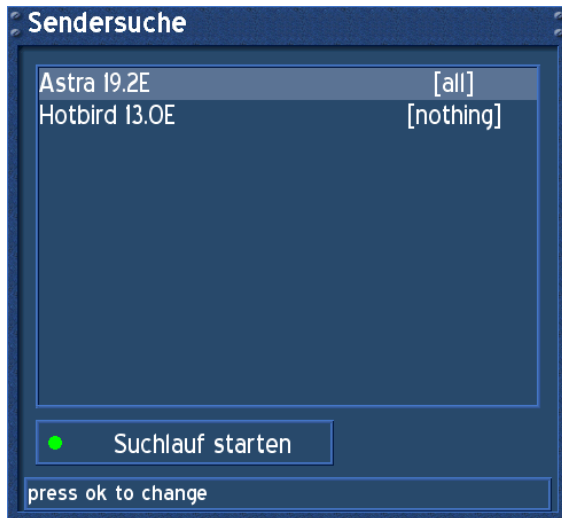 Sendersuche
Astra 19.2E [all]
Hotbird 13.0E [nothing]
Suchlauf starten
press ok to change